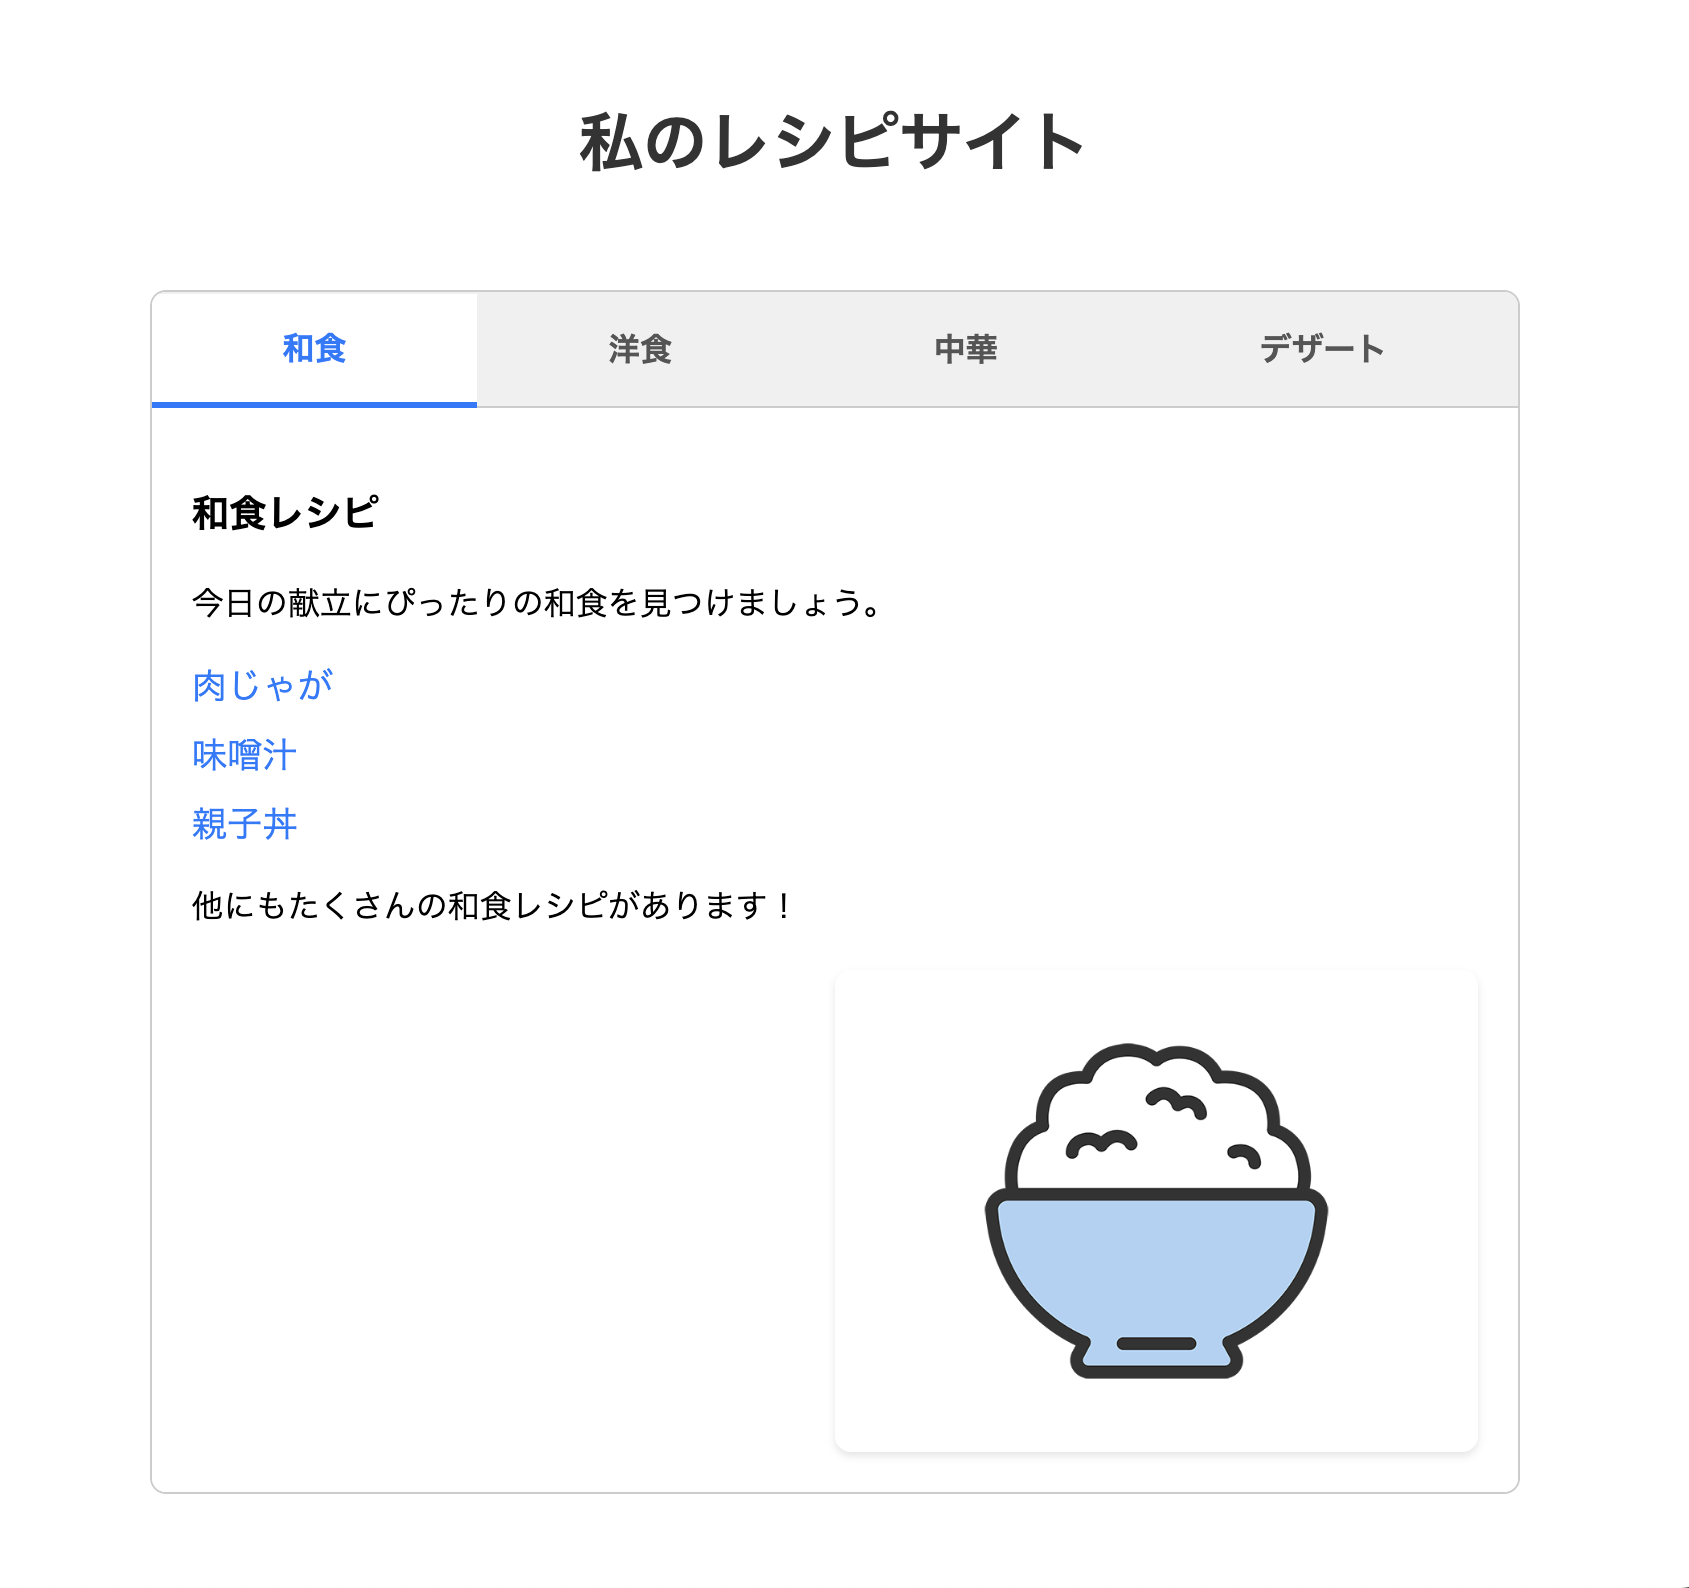 私のレシピサイト
和食
洋食
中華
デザート
和食レシピ
今日の献立にぴったりの和食を見つけましょう。
肉じゃが
味噌汁
親子丼
他にもたくさんの和食レシピがあります！